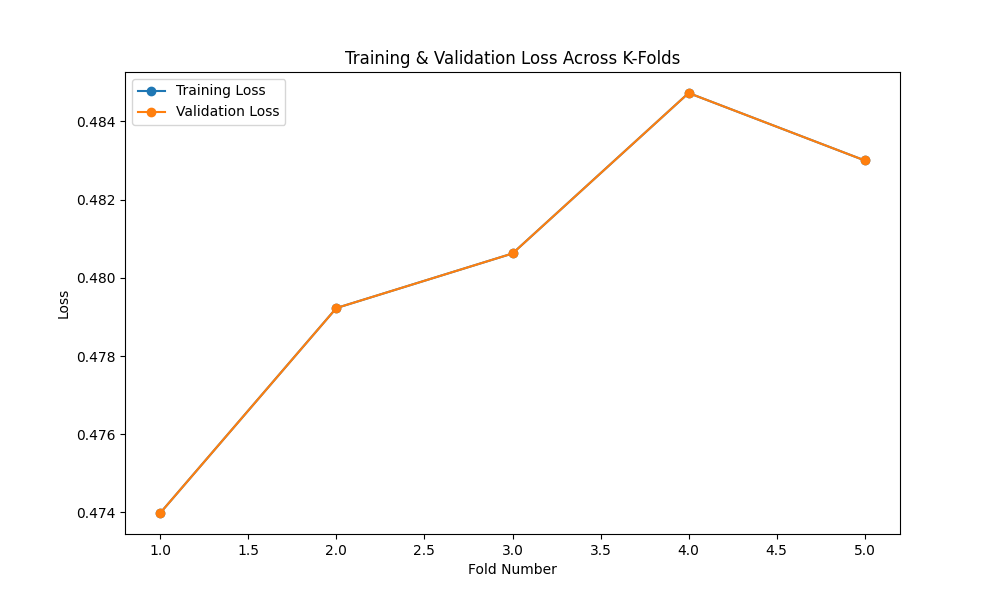 Training & Validation Loss Across K-Folds
Training Loss
Validation Loss
0.484
0.482
0.480
0.478
0.476
0.474
Loss
1.0 1.5 2.0 2.5 3.0 3.5 4.0 4.5 5.0
Fold Number